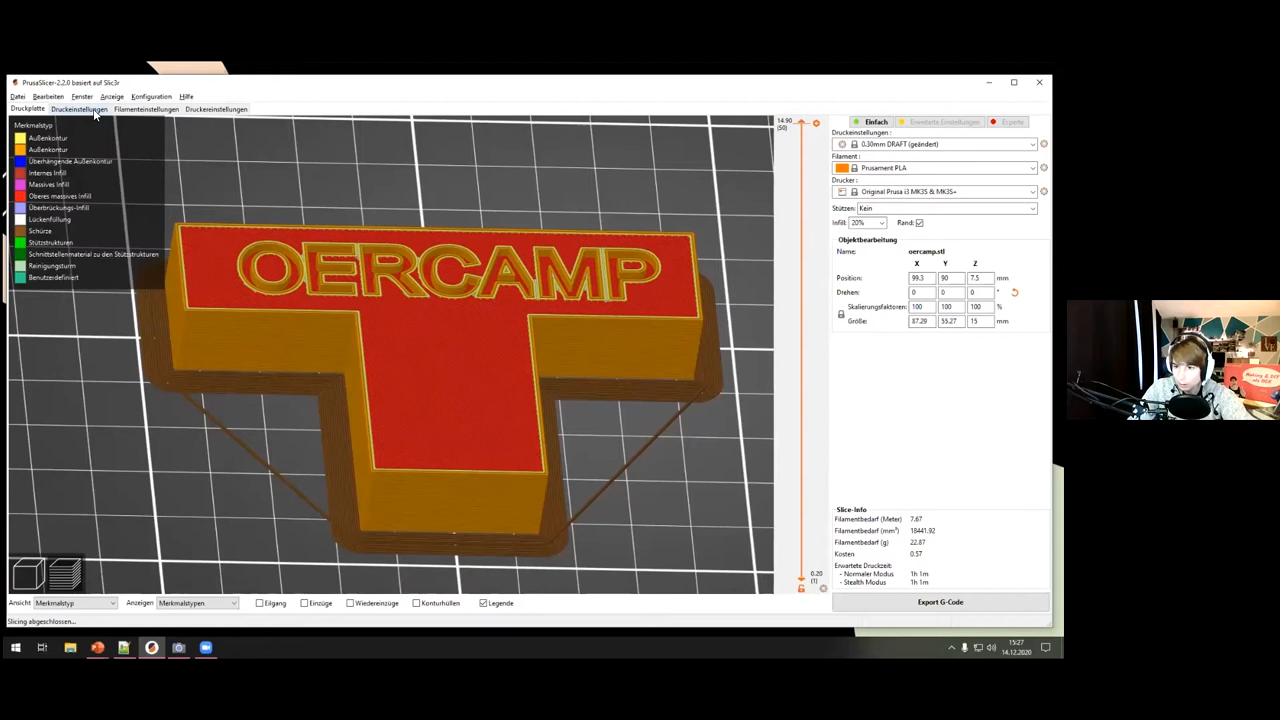 PrusaSlicer-2.2.0 basiert auf Slic3r
Datei Bearbeiten Fenster Anzeige Konfiguration Hilfe
Druckplatte Druckeinstellungen Filamenteinstellungen Druckereinstellungen
Merkmalstyp
Außenkontur
Außenkontur
Überhängende Außenkontur
Internes Infill
Massives Infill
Oberes massives Infill
Überbrückungs-Infill
Lückenfüllung
Schürze
Stützstrukturen
Schnittstellenmaterial zu den Stützstrukturen
Reinigungsturm
Benutzerdefiniert
OERCAMP
14.90
(50)
0.20
(1)
Einfach Erweiterte Einstellungen Experte
Druckeinstellungen :
0.30mm DRAFT (geändert)
Filament :
Prusament PLA
Drucker :
Original Prusa i3 MK3S & MK3S+
Stützen: Kein
Infill: 20% Rand:
Objektbearbeitung
Name: oercamp.stl
X Y Z
Position: 99.3 90 7.5 mm
Drehen: 0 0 0 °
Skalierungsfaktoren: 100 100 100 %
Größe: 87.29 55.27 15 mm
Slice-Info
Filamentbedarf (Meter) 7.67
Filamentbedarf (mm³) 18441.92
Filamentbedarf (g) 22.87
Kosten 0.57
Erwartete Druckzeit:
- Normaler Modus 1h 1m
- Stealth Modus 1h 1m
Export G-Code
Ansicht Merkmalstyp Anzeigen Merkmalstypen Eilgang Einzüge Wiedereinzüge Konturhüllen Legende
Slicing abgeschlossen...
15:27
14.12.2020
Making & DIY
als OER